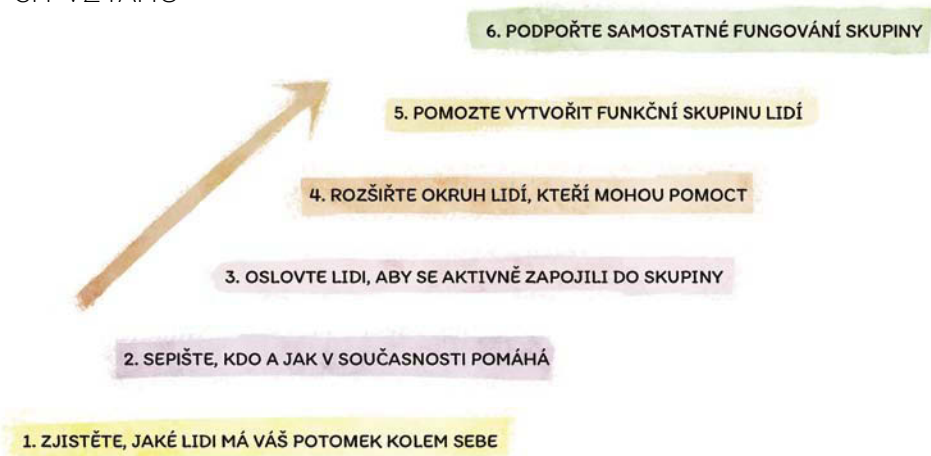 6. PODPOŘTE SAMOSTATNÉ FUNGOVÁNÍ SKUPINY
5. POMOZTE VYTVOŘIT FUNKČNÍ SKUPINU LIDÍ
4. ROZŠIŘTE OKRUH LIDÍ, KTEŘÍ MOHOU POMOCT
3. OSLOVTE LIDI, ABY SE AKTIVNĚ ZAPOJILI DO SKUPINY
2. SEPIŠTE, KDO A JAK V SOUČASNOSTI POMÁHÁ
1. ZJISTĚTE, JAKÉ LIDI MÁ VÁŠ POTOMEK KOLEM SEBE